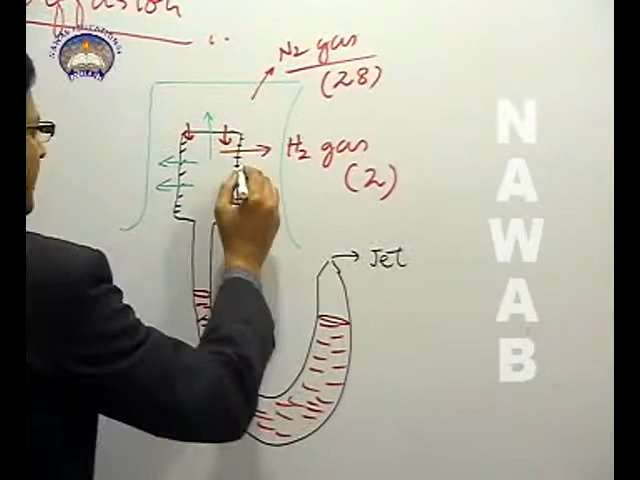 N2 gas
(28)
H2 gas
(2)
Jet
NAWAB